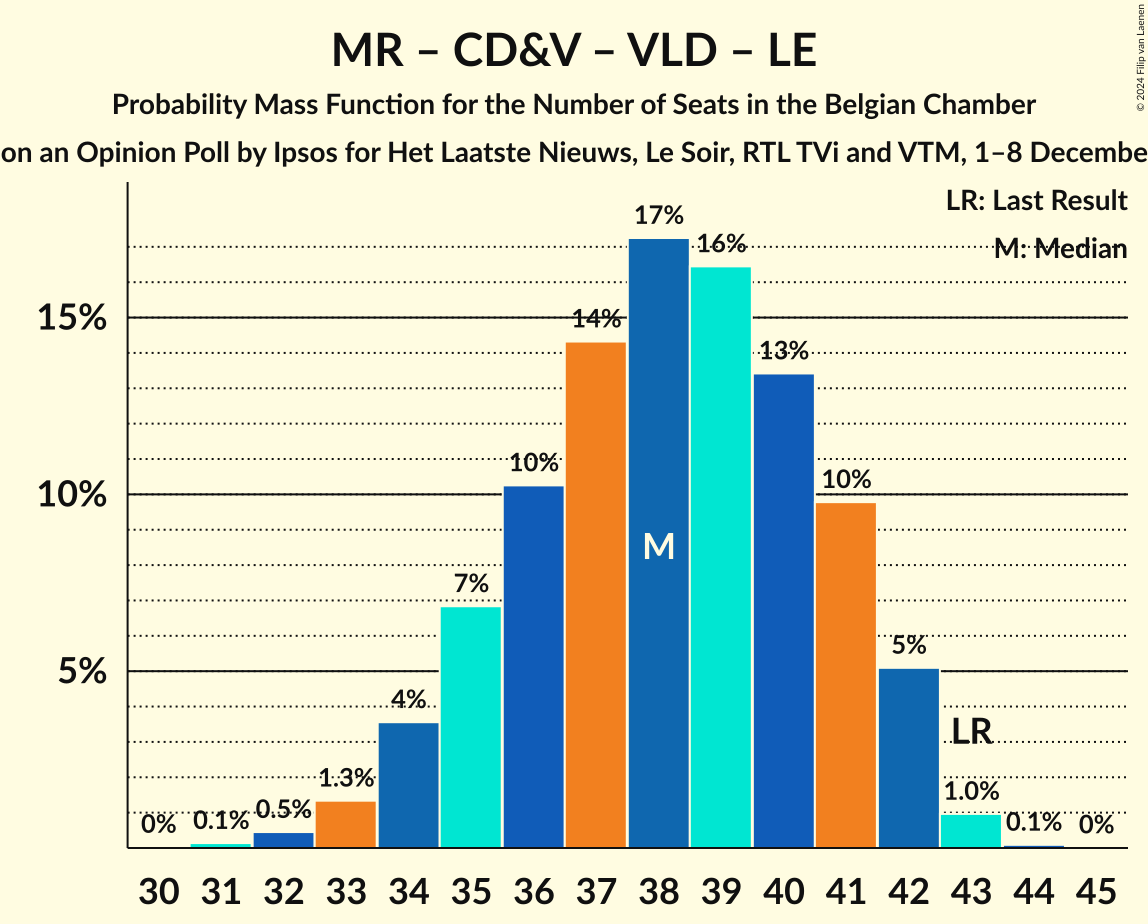 © 2024 Filip van Laenen
MR – CD&V – VLD – LE
Probability Mass Function for the Number of Seats in the Belgian Chamber
on an Opinion Poll by Ipsos for Het Laatste Nieuws, Le Soir, RTL TVi and VTM, 1–8 Decembe
LR: Last Result
M: Median
15%
10%
5%
0% 0.1% 0.5% 1.3% 4% 7% 10% 14% 17% 16% 13% 10% 5% 1.0% 0.1% 0%
M
LR
30 31 32 33 34 35 36 37 38 39 40 41 42 43 44 45